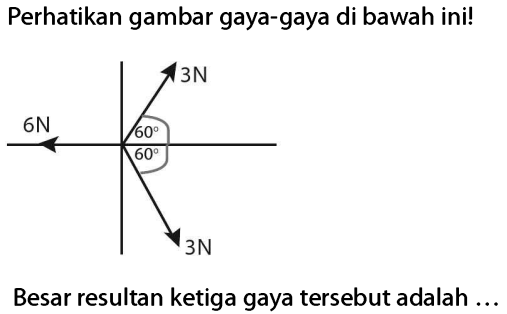 Perhatikan gambar gaya-gaya di bawah ini!
3N
6N
60°
60°
3N
Besar resultan ketiga gaya tersebut adalah ...